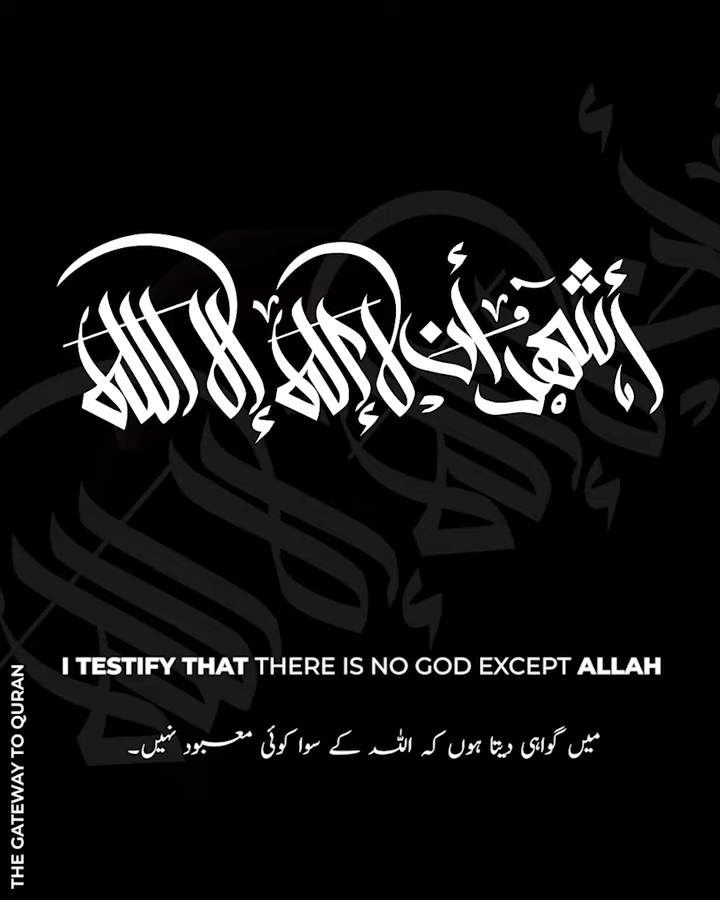 أشهد أن لا إله إلا الله
I TESTIFY THAT THERE IS NO GOD EXCEPT ALLAH
میں گواہی دیتا ہوں کہ اللہ کے سوا کوئی معبود نہیں۔
THE GATEWAY TO QURAN